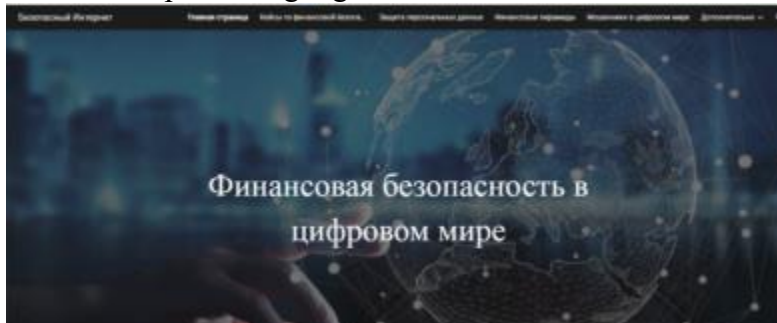 Безопасный Интернет
Главная страница Кейсы по финансовой безопа... Защита персональных данных Финансовые пирамиды Мошенники в цифровом мире Дополнительно
Финансовая безопасность в
цифровом мире